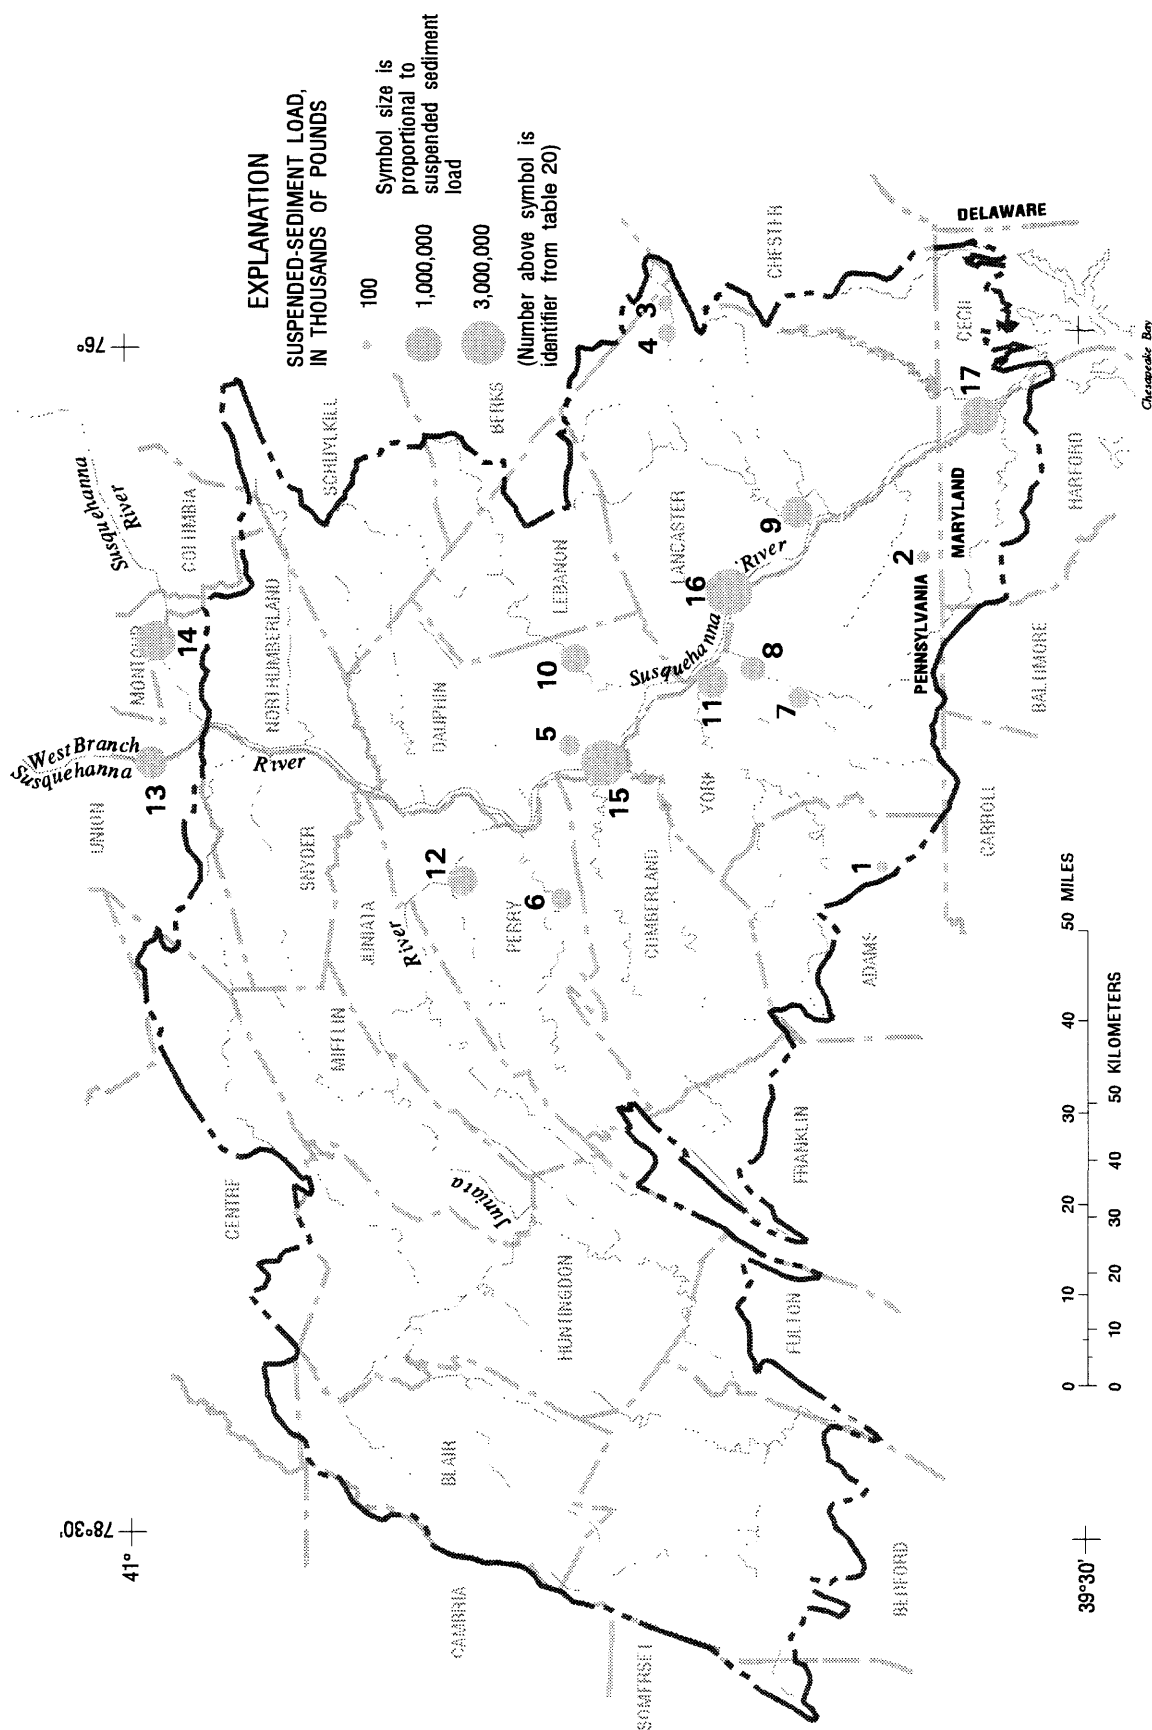 EXPLANATION
SUSPENDED-SEDIMENT LOAD,
IN THOUSANDS OF POUNDS
100
1,000,000
3,000,000
Symbol size is
proportional to
suspended sediment
load
(Number above symbol is
identifier from table 20)
78°30'
76°
41°
39°30'
Susquehanna
River
West Branch
Susquehanna
UNION
MONTOUR
COLUMBIA
13
14
CENTRE
SNYDER
NORTHUMBERLAND
SCHUYLKILL
River
MIFFLIN
JUNIATA
River
12
DAUPHIN
BERKS
CAMBRIA
BLAIR
Juniata
HUNTINGDON
PERRY
6
5
10
LEBANON
SOMERSET
CUMBERLAND
15
Susquehanna
11
16
LANCASTER
3
4
YORK
8
7
River
9
CHESTER
BEDFORD
FULTON
FRANKLIN
ADAMS
1
2
PENNSYLVANIA
MARYLAND
DELAWARE
17
CECIL
CARROLL
BALTIMORE
HARFORD
Chesapeake Bay
0 10 20 30 40 50 MILES
0 10 20 30 40 50 KILOMETERS